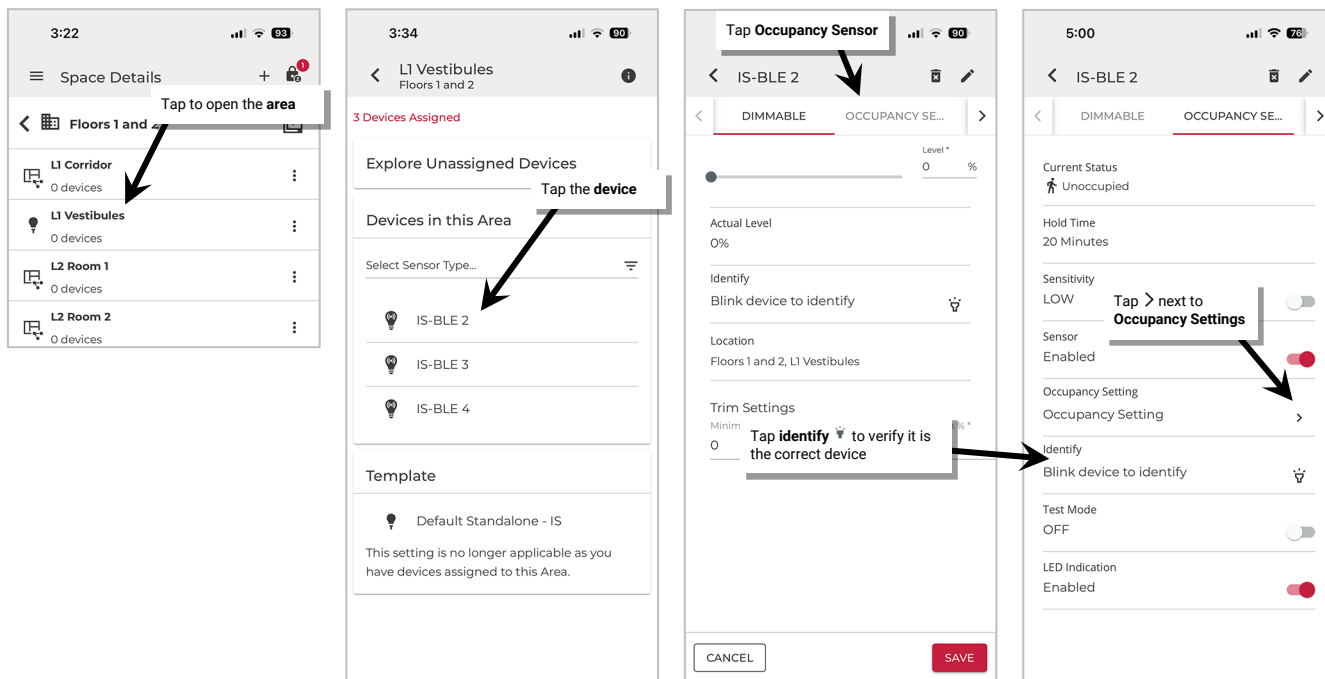 3:22
93
Space Details
1
Tap to open the area
Floors 1 and 2
L1 Corridor
0 devices
L1 Vestibules
0 devices
L2 Room 1
0 devices
L2 Room 2
0 devices
3:34
90
L1 Vestibules
Floors 1 and 2
3 Devices Assigned
Explore Unassigned Devices
Tap the device
Devices in this Area
Select Sensor Type...
IS-BLE 2
IS-BLE 3
IS-BLE 4
Template
Default Standalone - IS
This setting is no longer applicable as you
have devices assigned to this Area.
Tap Occupancy Sensor
90
IS-BLE 2
DIMMABLE OCCUPANCY SE...
Level *
0 %
Actual Level
0%
Identify
Blink device to identify
Location
Floors 1 and 2, L1 Vestibules
Trim Settings
Minim % *
0
Tap identify to verify it is
the correct device
CANCEL SAVE
5:00
76
IS-BLE 2
DIMMABLE OCCUPANCY SE...
Current Status
Unoccupied
Hold Time
20 Minutes
Sensitivity
LOW
Tap > next to
Occupancy Settings
Sensor
Enabled
Occupancy Setting
Occupancy Setting
Identify
Blink device to identify
Test Mode
OFF
LED Indication
Enabled